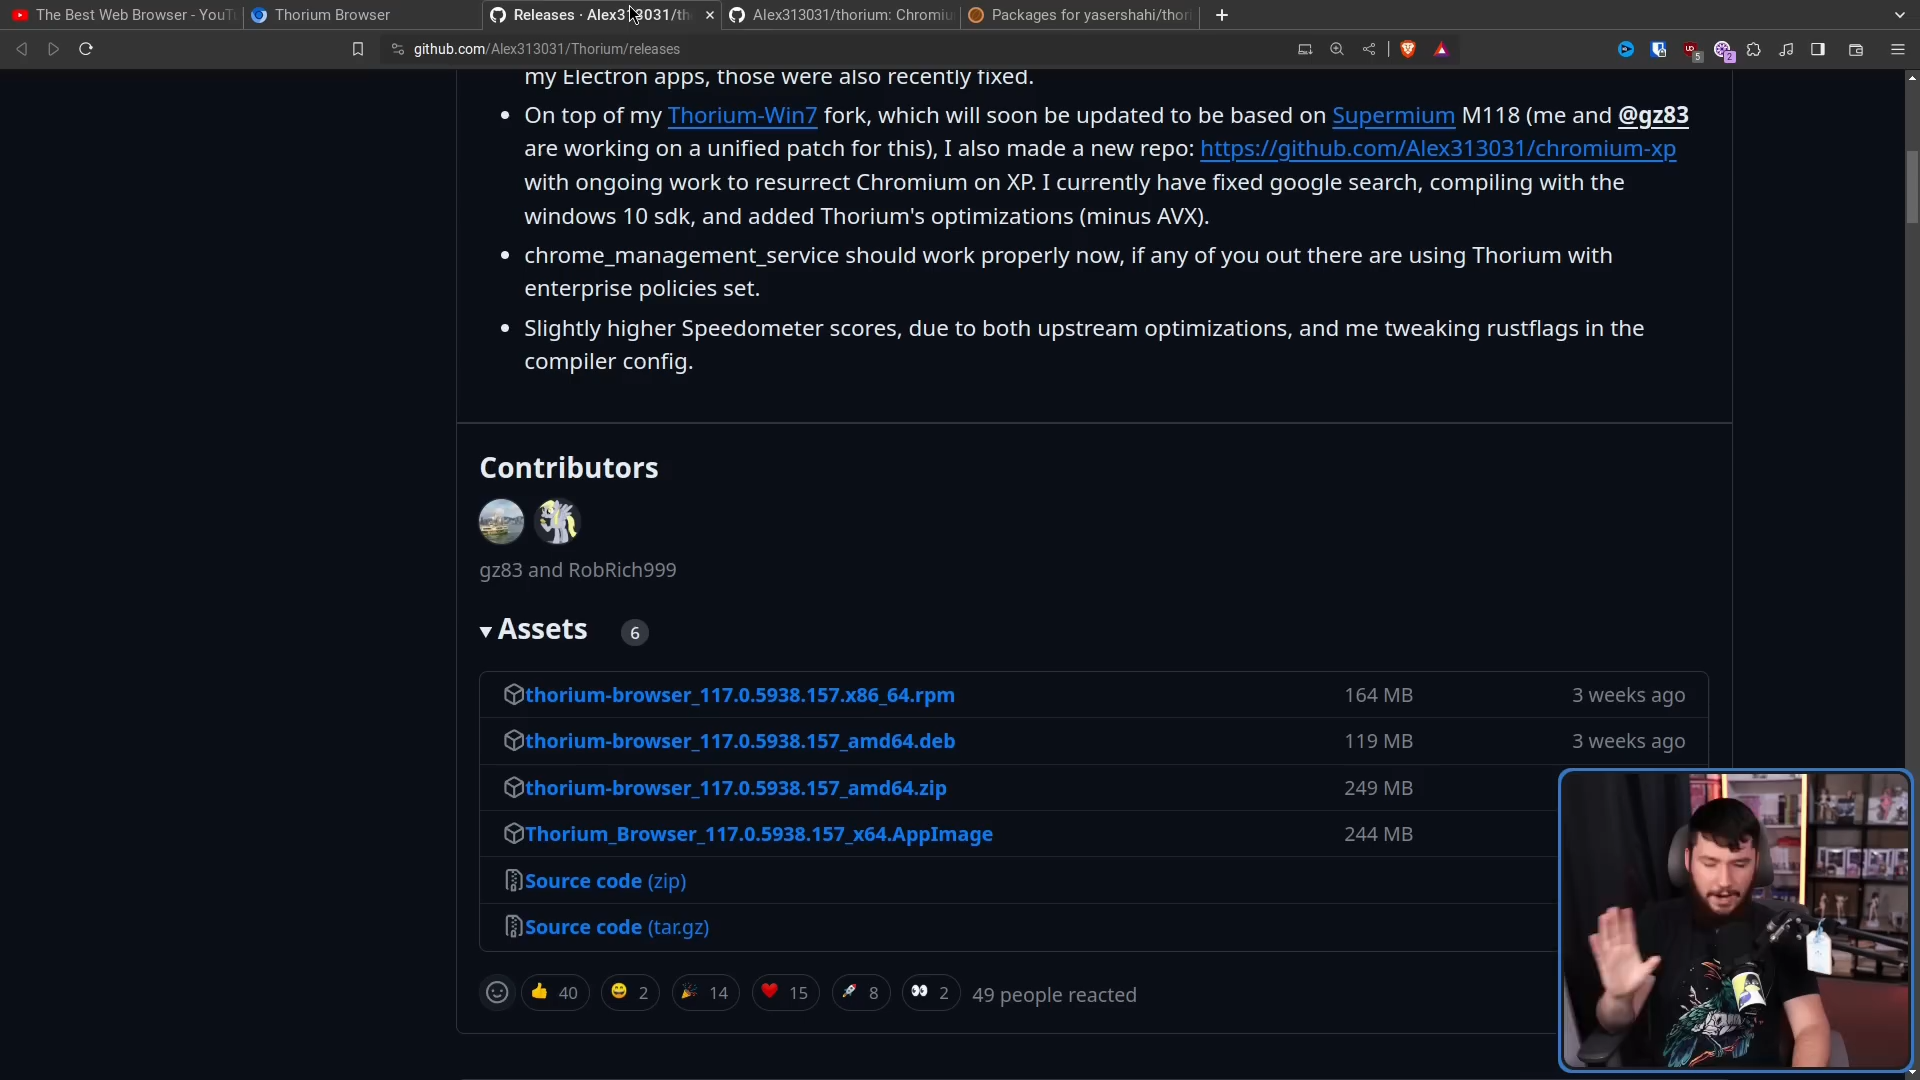 The Best Web Browser - YouT
Thorium Browser
Releases · Alex313031/th
Alex313031/thorium: Chromiu
Packages for yasershahi/thor
github.com/Alex313031/Thorium/releases
5
2
my Electron apps, those were also recently fixed.
On top of my Thorium-Win7 fork, which will soon be updated to be based on Supermium M118 (me and @gz83
are working on a unified patch for this), I also made a new repo: https://github.com/Alex313031/chromium-xp
with ongoing work to resurrect Chromium on XP. I currently have fixed google search, compiling with the
windows 10 sdk, and added Thorium's optimizations (minus AVX).
chrome_management_service should work properly now, if any of you out there are using Thorium with
enterprise policies set.
Slightly higher Speedometer scores, due to both upstream optimizations, and me tweaking rustflags in the
compiler config.
Contributors
gz83 and RobRich999
Assets 6
thorium-browser_117.0.5938.157.x86_64.rpm 164 MB 3 weeks ago
thorium-browser_117.0.5938.157_amd64.deb 119 MB 3 weeks ago
thorium-browser_117.0.5938.157_amd64.zip 249 MB
Thorium_Browser_117.0.5938.157_x64.AppImage 244 MB
Source code (zip)
Source code (tar.gz)
👍 40 😄 2 🎉 14 ❤️ 15 🚀 8 👀 2 49 people reacted